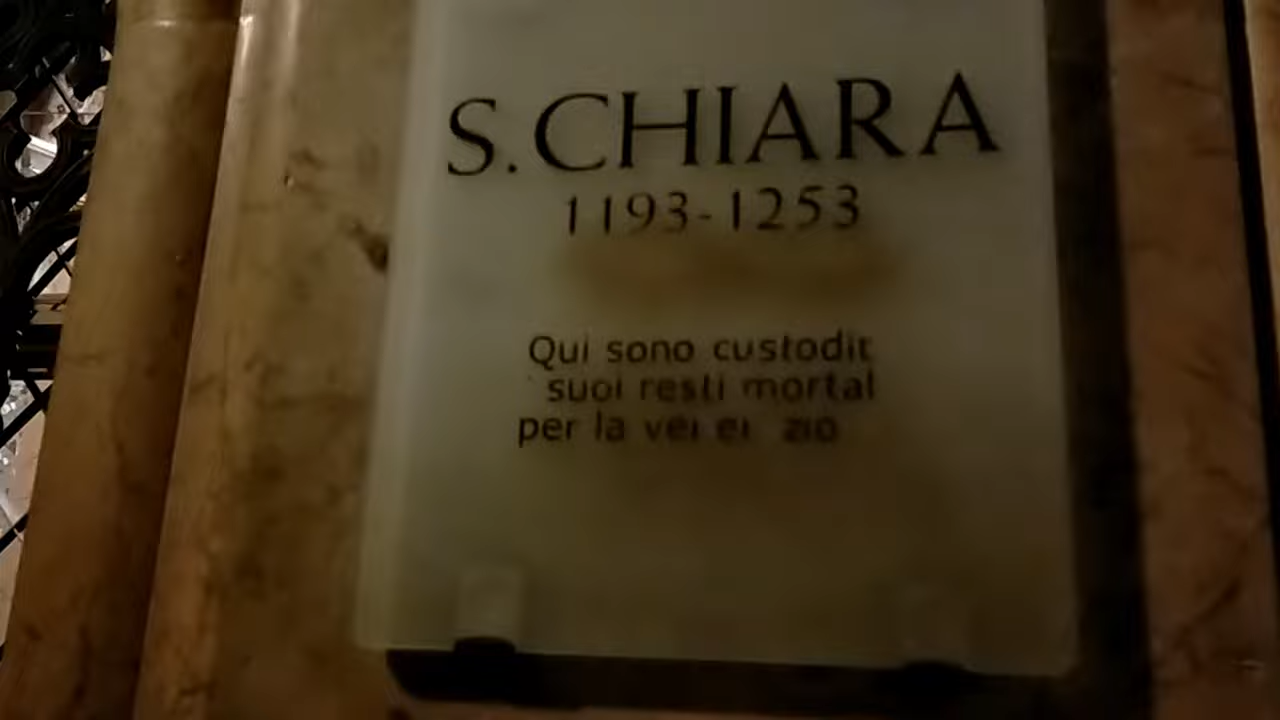 S. CHIARA
1193-1253
Qui sono custodit
suoi resti mortal
per la